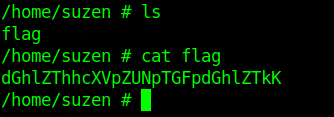 /home/suzen # ls
flag
/home/suzen # cat flag
dGhlZThhcXVpZUNpTGFpdGhlZTkK
/home/suzen #